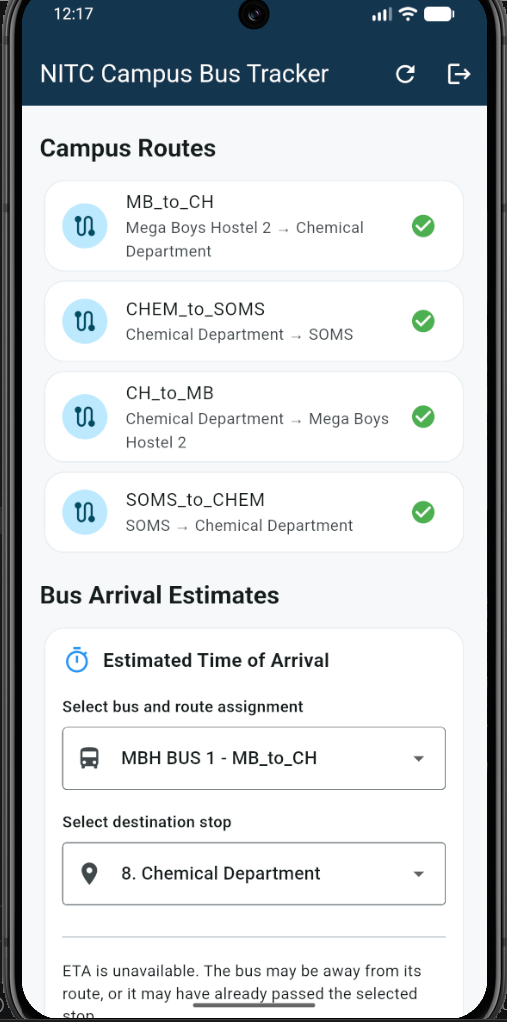 12:17
NITC Campus Bus Tracker
Campus Routes
MB_to_CH
Mega Boys Hostel 2 → Chemical
Department
CHEM_to_SOMS
Chemical Department → SOMS
CH_to_MB
Chemical Department → Mega Boys
Hostel 2
SOMS_to_CHEM
SOMS → Chemical Department
Bus Arrival Estimates
Estimated Time of Arrival
Select bus and route assignment
MBH BUS 1 - MB_to_CH
Select destination stop
8. Chemical Department
ETA is unavailable. The bus may be away from its
route, or it may have already passed the selected
stop